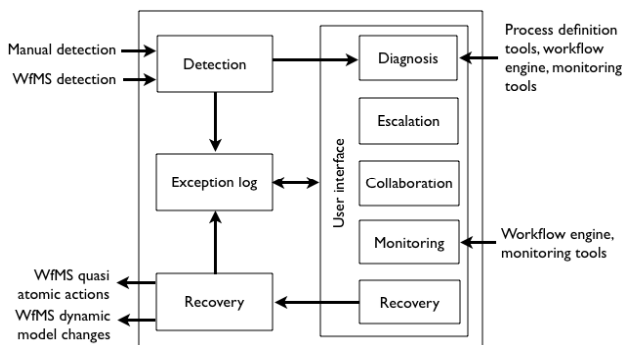 Manual detection
WfMS detection
Detection
Diagnosis
Process definition
tools, workflow
engine, monitoring
tools
Escalation
Exception log
User interface
Collaboration
Monitoring
Workflow engine,
monitoring tools
WfMS quasi
atomic actions
WfMS dynamic
model changes
Recovery
Recovery